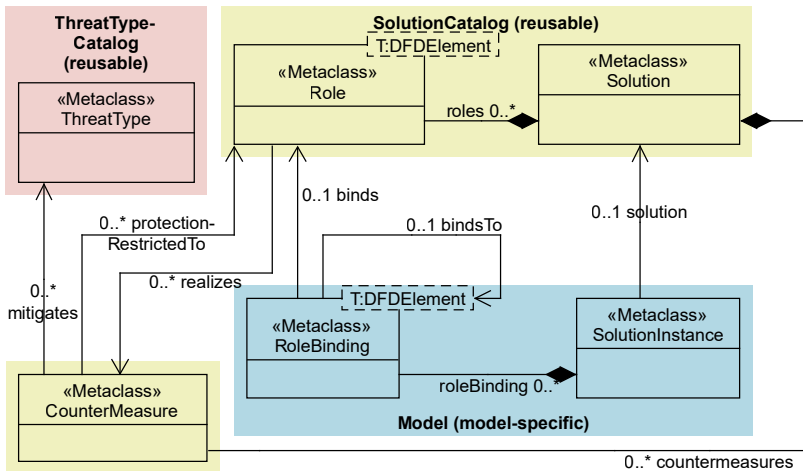 ThreatType-
Catalog
(reusable)
«Metaclass»
ThreatType
SolutionCatalog (reusable)
T:DFDElement
«Metaclass»
Role
roles 0..*
«Metaclass»
Solution
0..1 binds
0..1 solution
0..* protection-
RestrictedTo
0..1 bindsTo
0..* realizes
0..*
mitigates
T:DFDElement
«Metaclass»
RoleBinding
«Metaclass»
SolutionInstance
roleBinding 0..*
Model (model-specific)
«Metaclass»
CounterMeasure
0..* countermeasures